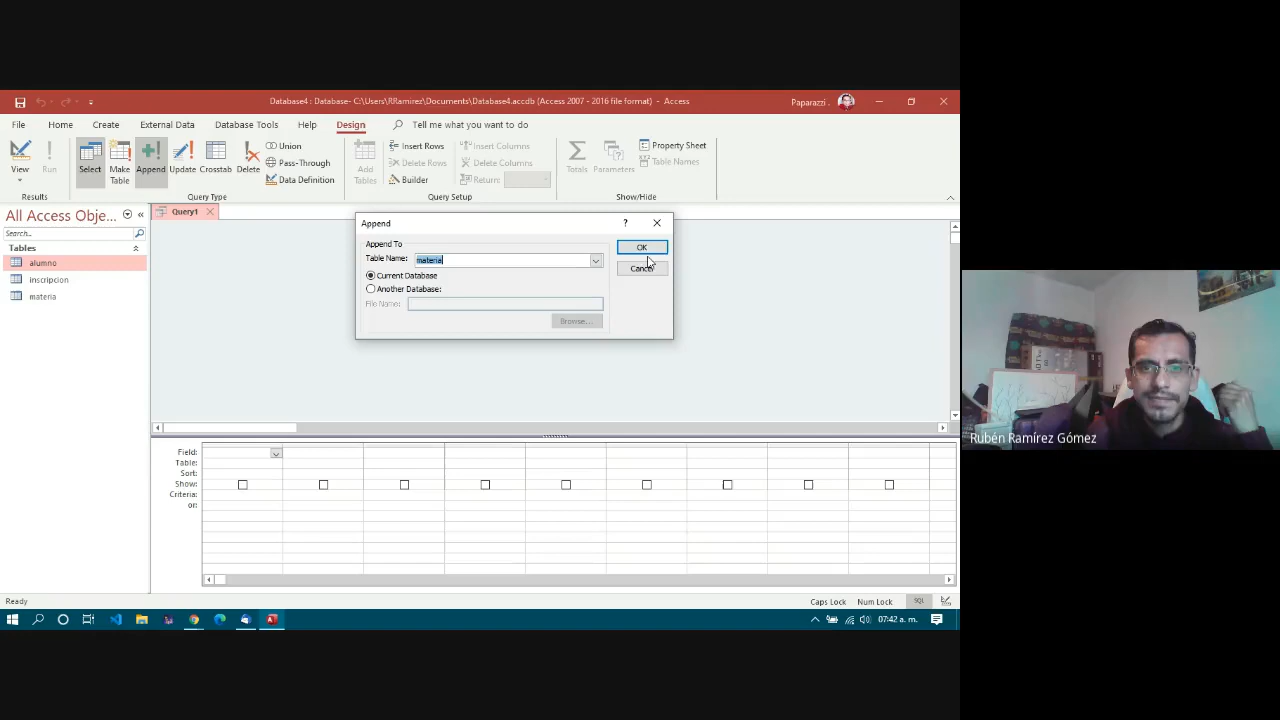 Database4 : Database- C:\Users\RRamirez\Documents\Database4.accdb (Access 2007 - 2016 file format) - Access
Paparazzi .
File Home Create External Data Database Tools Help Design Tell me what you want to do
View Run Select Make Table Append Update Crosstab Delete
Union
Pass-Through
Data Definition
Add Tables
Insert Rows
Delete Rows
Builder
Insert Columns
Delete Columns
Return:
Totals Parameters
Property Sheet
Table Names
Results Query Type Query Setup Show/Hide
All Access Obje...
Search...
Tables
alumno
inscripcion
materia
Query1
Append
?
Append To
Table Name: materia
Current Database
Another Database:
File Name:
Browse...
OK
Cancel
Field:
Table:
Sort:
Show:
Criteria:
or:
Ready
Caps Lock Num Lock SQL
07:42 a. m.
Rubén Ramírez Gómez